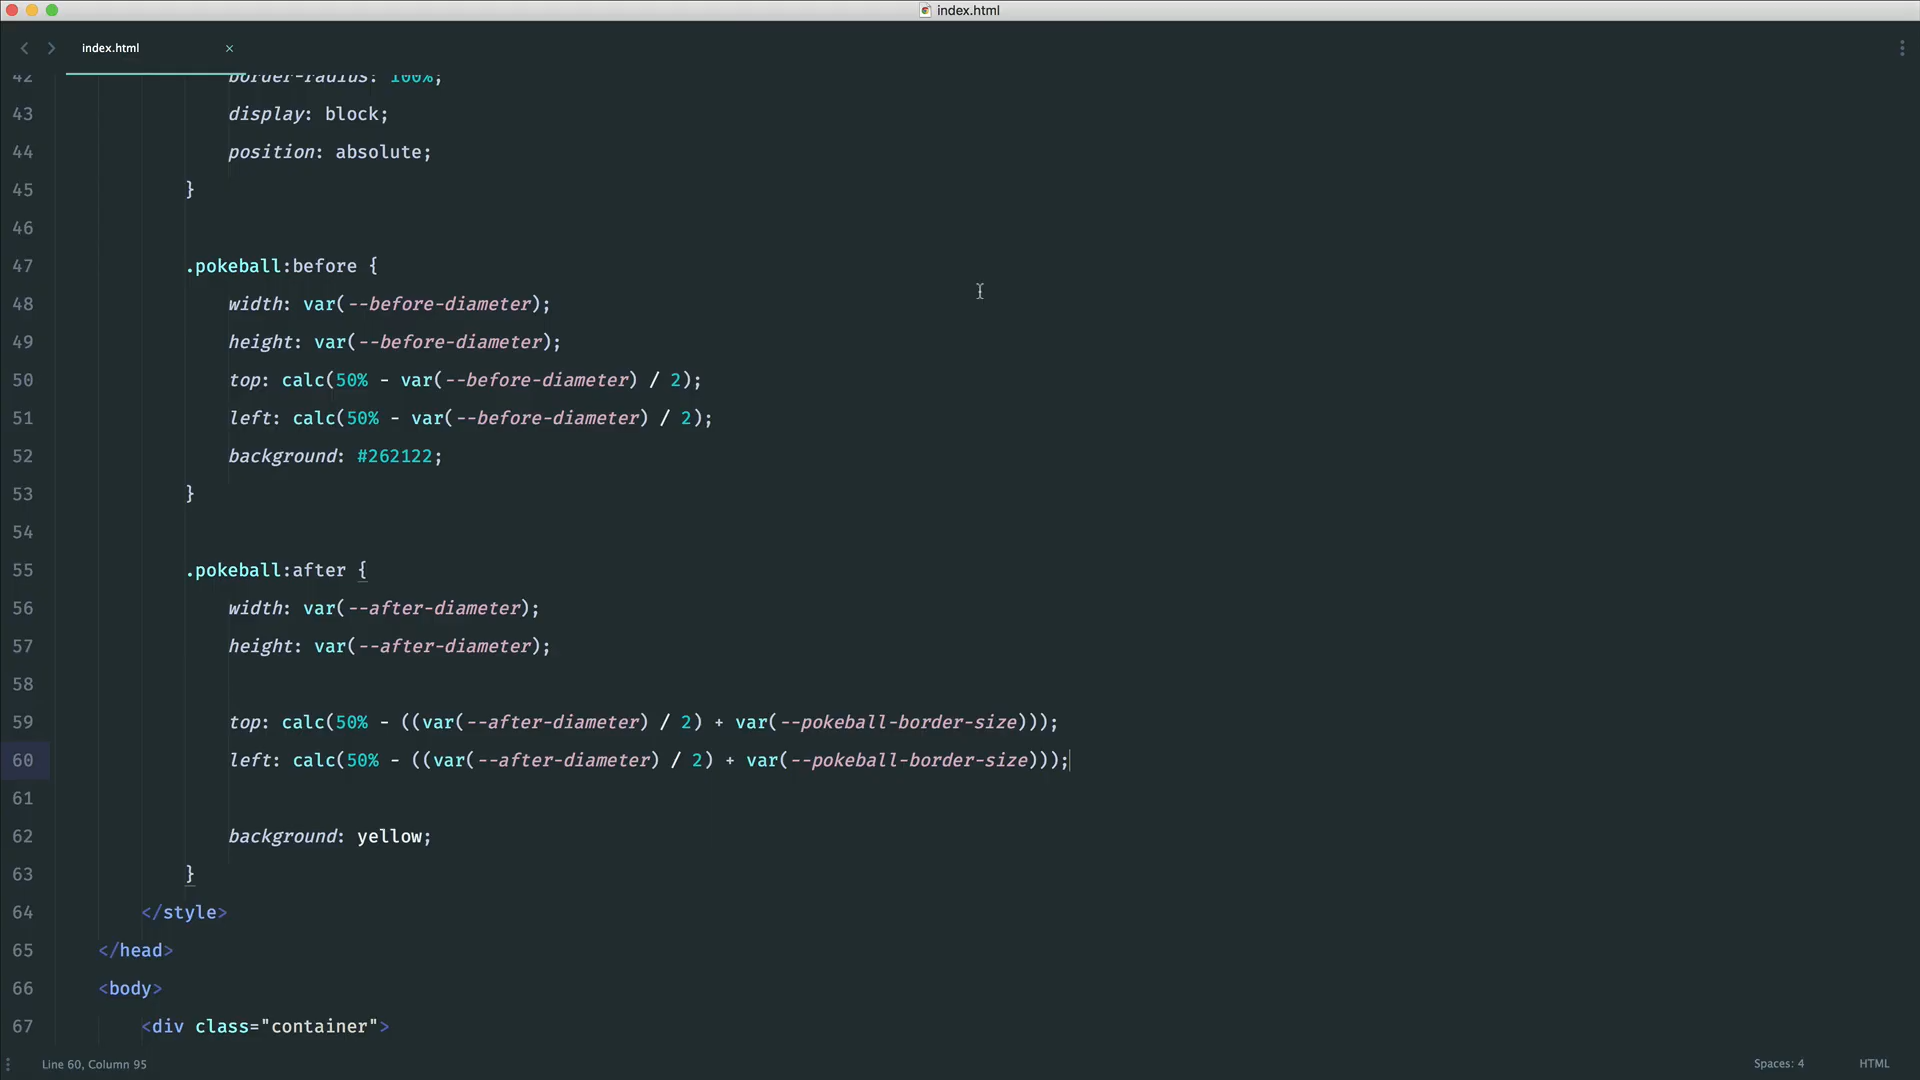 index.html
index.html ×
42 border-radius: 100%;
43 display: block;
44 position: absolute;
45 }
46
47 .pokeball:before {
48 width: var(--before-diameter);
49 height: var(--before-diameter);
50 top: calc(50% - var(--before-diameter) / 2);
51 left: calc(50% - var(--before-diameter) / 2);
52 background: #262122;
53 }
54
55 .pokeball:after {
56 width: var(--after-diameter);
57 height: var(--after-diameter);
58
59 top: calc(50% - ((var(--after-diameter) / 2) + var(--pokeball-border-size)));
60 left: calc(50% - ((var(--after-diameter) / 2) + var(--pokeball-border-size)));
61
62 background: yellow;
63 }
64 </style>
65 </head>
66 <body>
67 <div class="container">
Line 60, Column 95 Spaces: 4 HTML